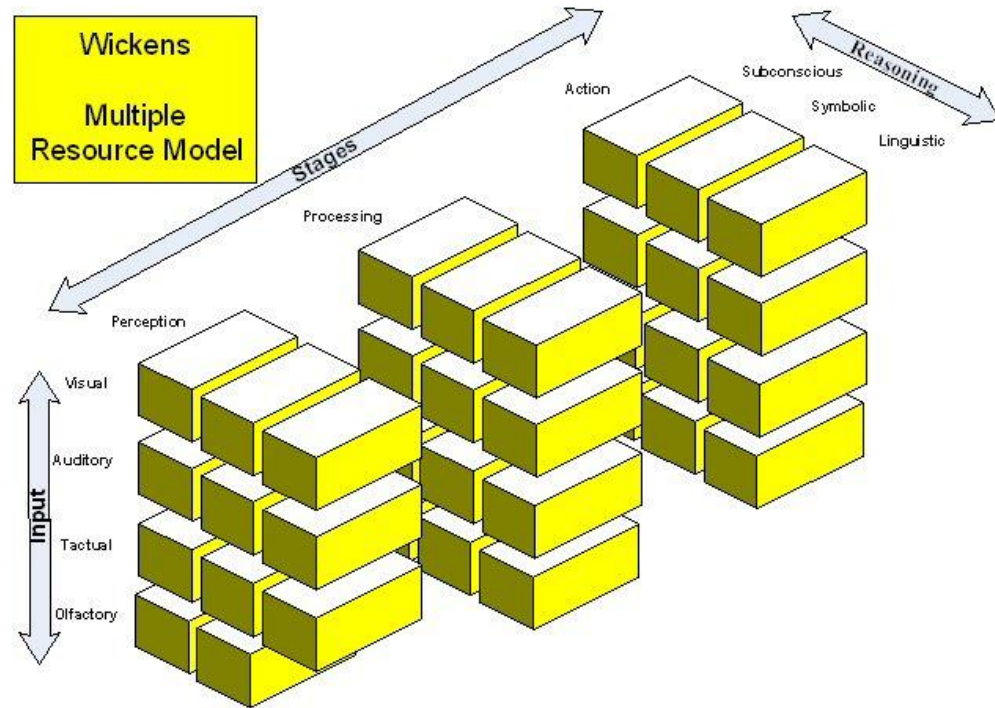 Wickens
Multiple
Resource Model
Stages
Reasoning
Action
Subconscious
Symbolic
Linguistic
Processing
Perception
Input
Visual
Auditory
Tactual
Olfactory